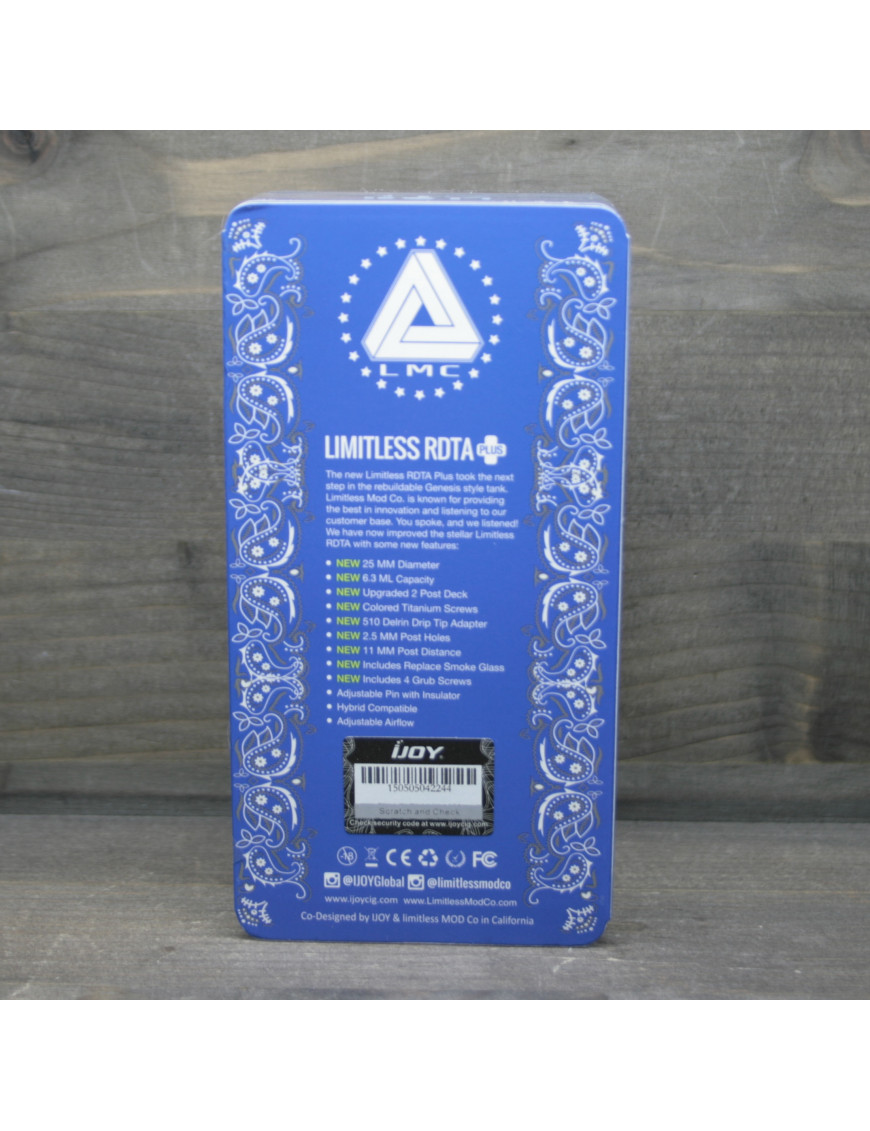 LMC
LIMITLESS RDTA PLUS
The new Limitless RDTA Plus took the next
step in the rebuildable Genesis style tank.
Limitless Mod Co. is known for providing
the best in innovation and listening to our
customer base. You spoke, and we listened!
We have now improved the stellar Limitless
RDTA with some new features:
• NEW 25 MM Diameter
• NEW 6.3 ML Capacity
• NEW Upgraded 2 Post Deck
• NEW Colored Titanium Screws
• NEW 510 Delrin Drip Tip Adapter
• NEW 2.5 MM Post Holes
• NEW 11 MM Post Distance
• NEW Includes Replace Smoke Glass
• NEW Includes 4 Grub Screws
• Adjustable Pin with Insulator
• Hybrid Compatible
• Adjustable Airflow
iJOY®
150505042244
Scratch and Check
Check security code at www.ijoycig.com
-18 CE FC
@IJOYGlobal @limitlessmodco
www.ijoycig.com www.LimitlessModCo.com
Co-Designed by IJOY & limitless MOD Co in California